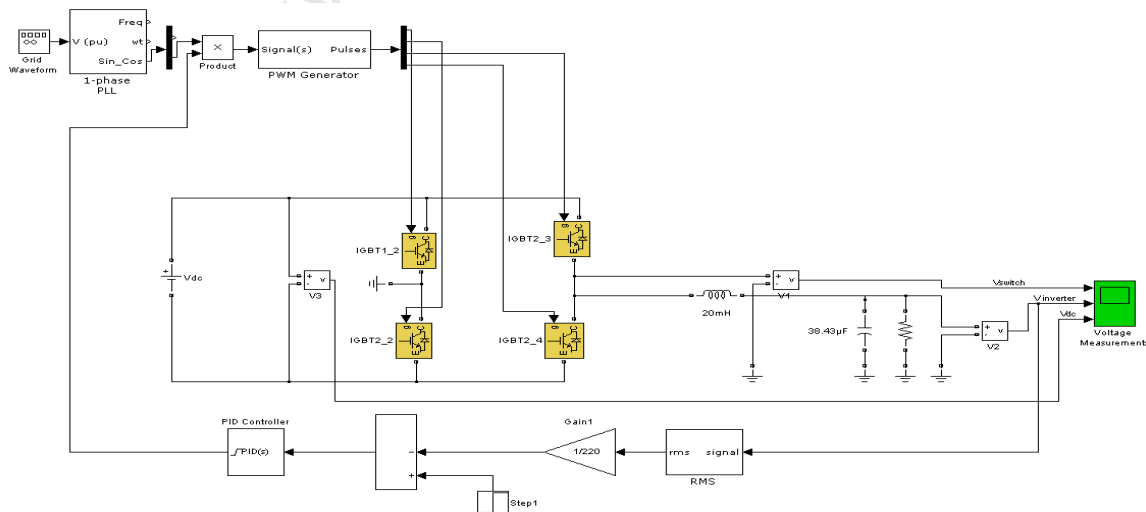 Freq
V (pu)
wt
Sin_Cos
Grid
Waveform
1-phase
PLL
×
Product
Signal(s)
Pulses
PWM Generator
g
C
E
IGBT1_2
g
C
E
IGBT2_3
+
Vdc
+
-
v
V3
g
C
E
IGBT2_2
g
C
E
IGBT2_4
20mH
+
-
v
V1
38.43µF
+
-
v
V2
Vswitch
Vinverter
Vdc
Voltage
Measurements
PID Controller
PID(s)
−
+
Gain1
1/220
rms
signal
RMS
Step1